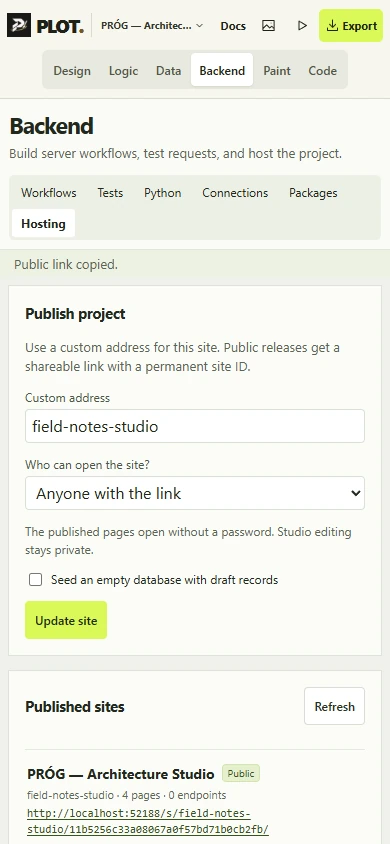 PLOT.
PRÓG — Architec...
Docs
Export
Design
Logic
Data
Backend
Paint
Code
Backend
Build server workflows, test requests, and host the project.
Workflows
Tests
Python
Connections
Packages
Hosting
Public link copied.
Publish project
Use a custom address for this site. Public releases get a
shareable link with a permanent site ID.
Custom address
field-notes-studio
Who can open the site?
Anyone with the link
The published pages open without a password. Studio editing
stays private.
Seed an empty database with draft records
Update site
Published sites
Refresh
PRÓG — Architecture Studio
Public
field-notes-studio · 4 pages · 0 endpoints
http://localhost:52188/s/field-notes-
studio/11b5256c33a08067a0f57bd71b0cb2fb/